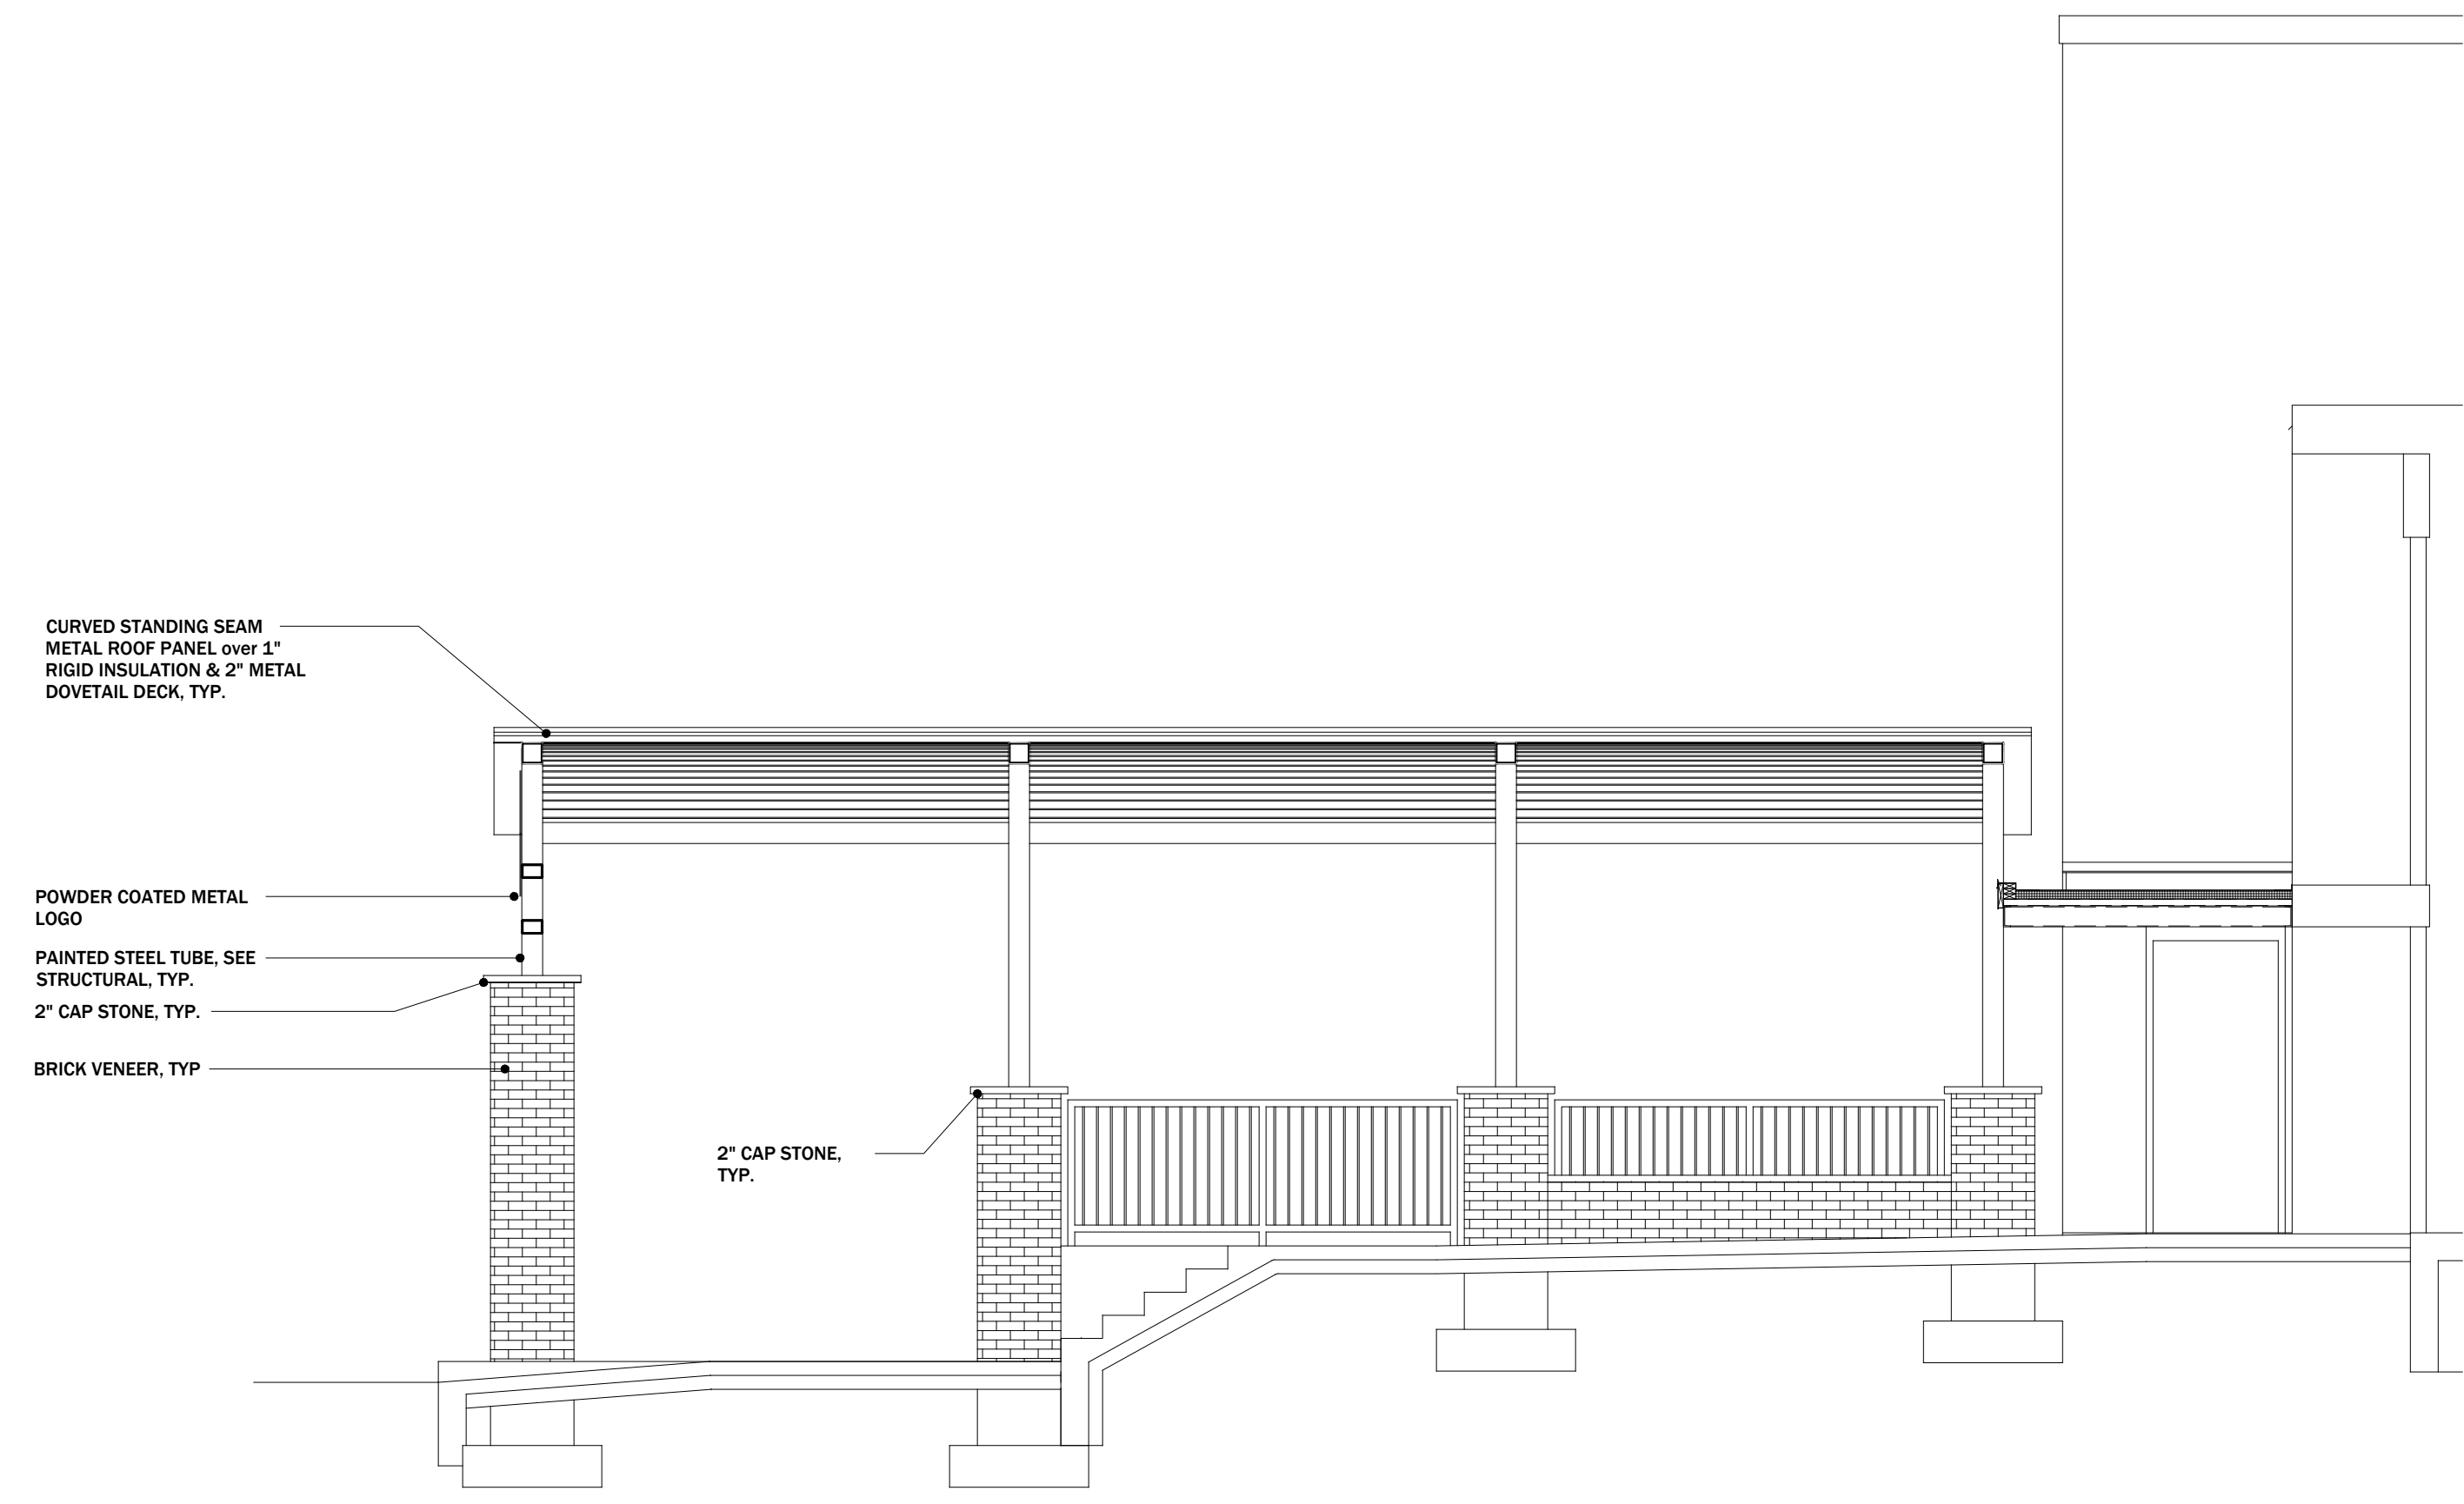 CURVED STANDING SEAM
METAL ROOF PANEL over 1"
RIGID INSULATION & 2" METAL
DOVETAIL DECK, TYP.
POWDER COATED METAL
LOGO
PAINTED STEEL TUBE, SEE
STRUCTURAL, TYP.
2" CAP STONE, TYP.
BRICK VENEER, TYP
2" CAP STONE,
TYP.